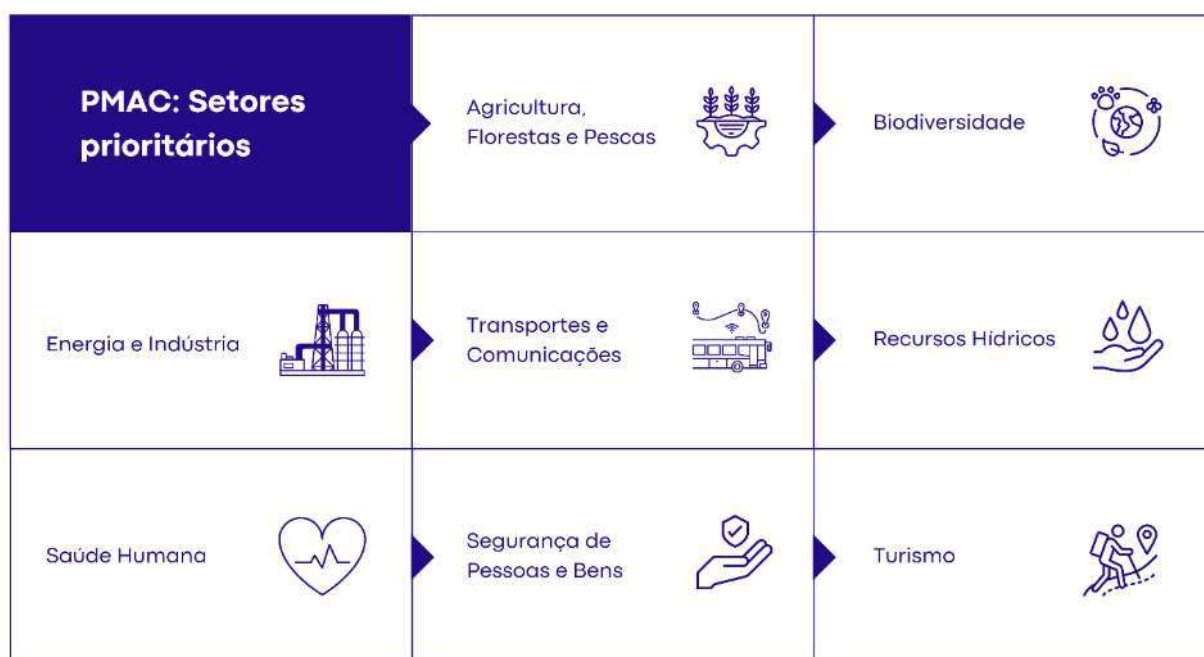 PMAC: Setores
prioritários
Agricultura,
Florestas e Pescas
Biodiversidade
Energia e Indústria
Transportes e
Comunicações
Recursos Hídricos
Saúde Humana
Segurança de
Pessoas e Bens
Turismo